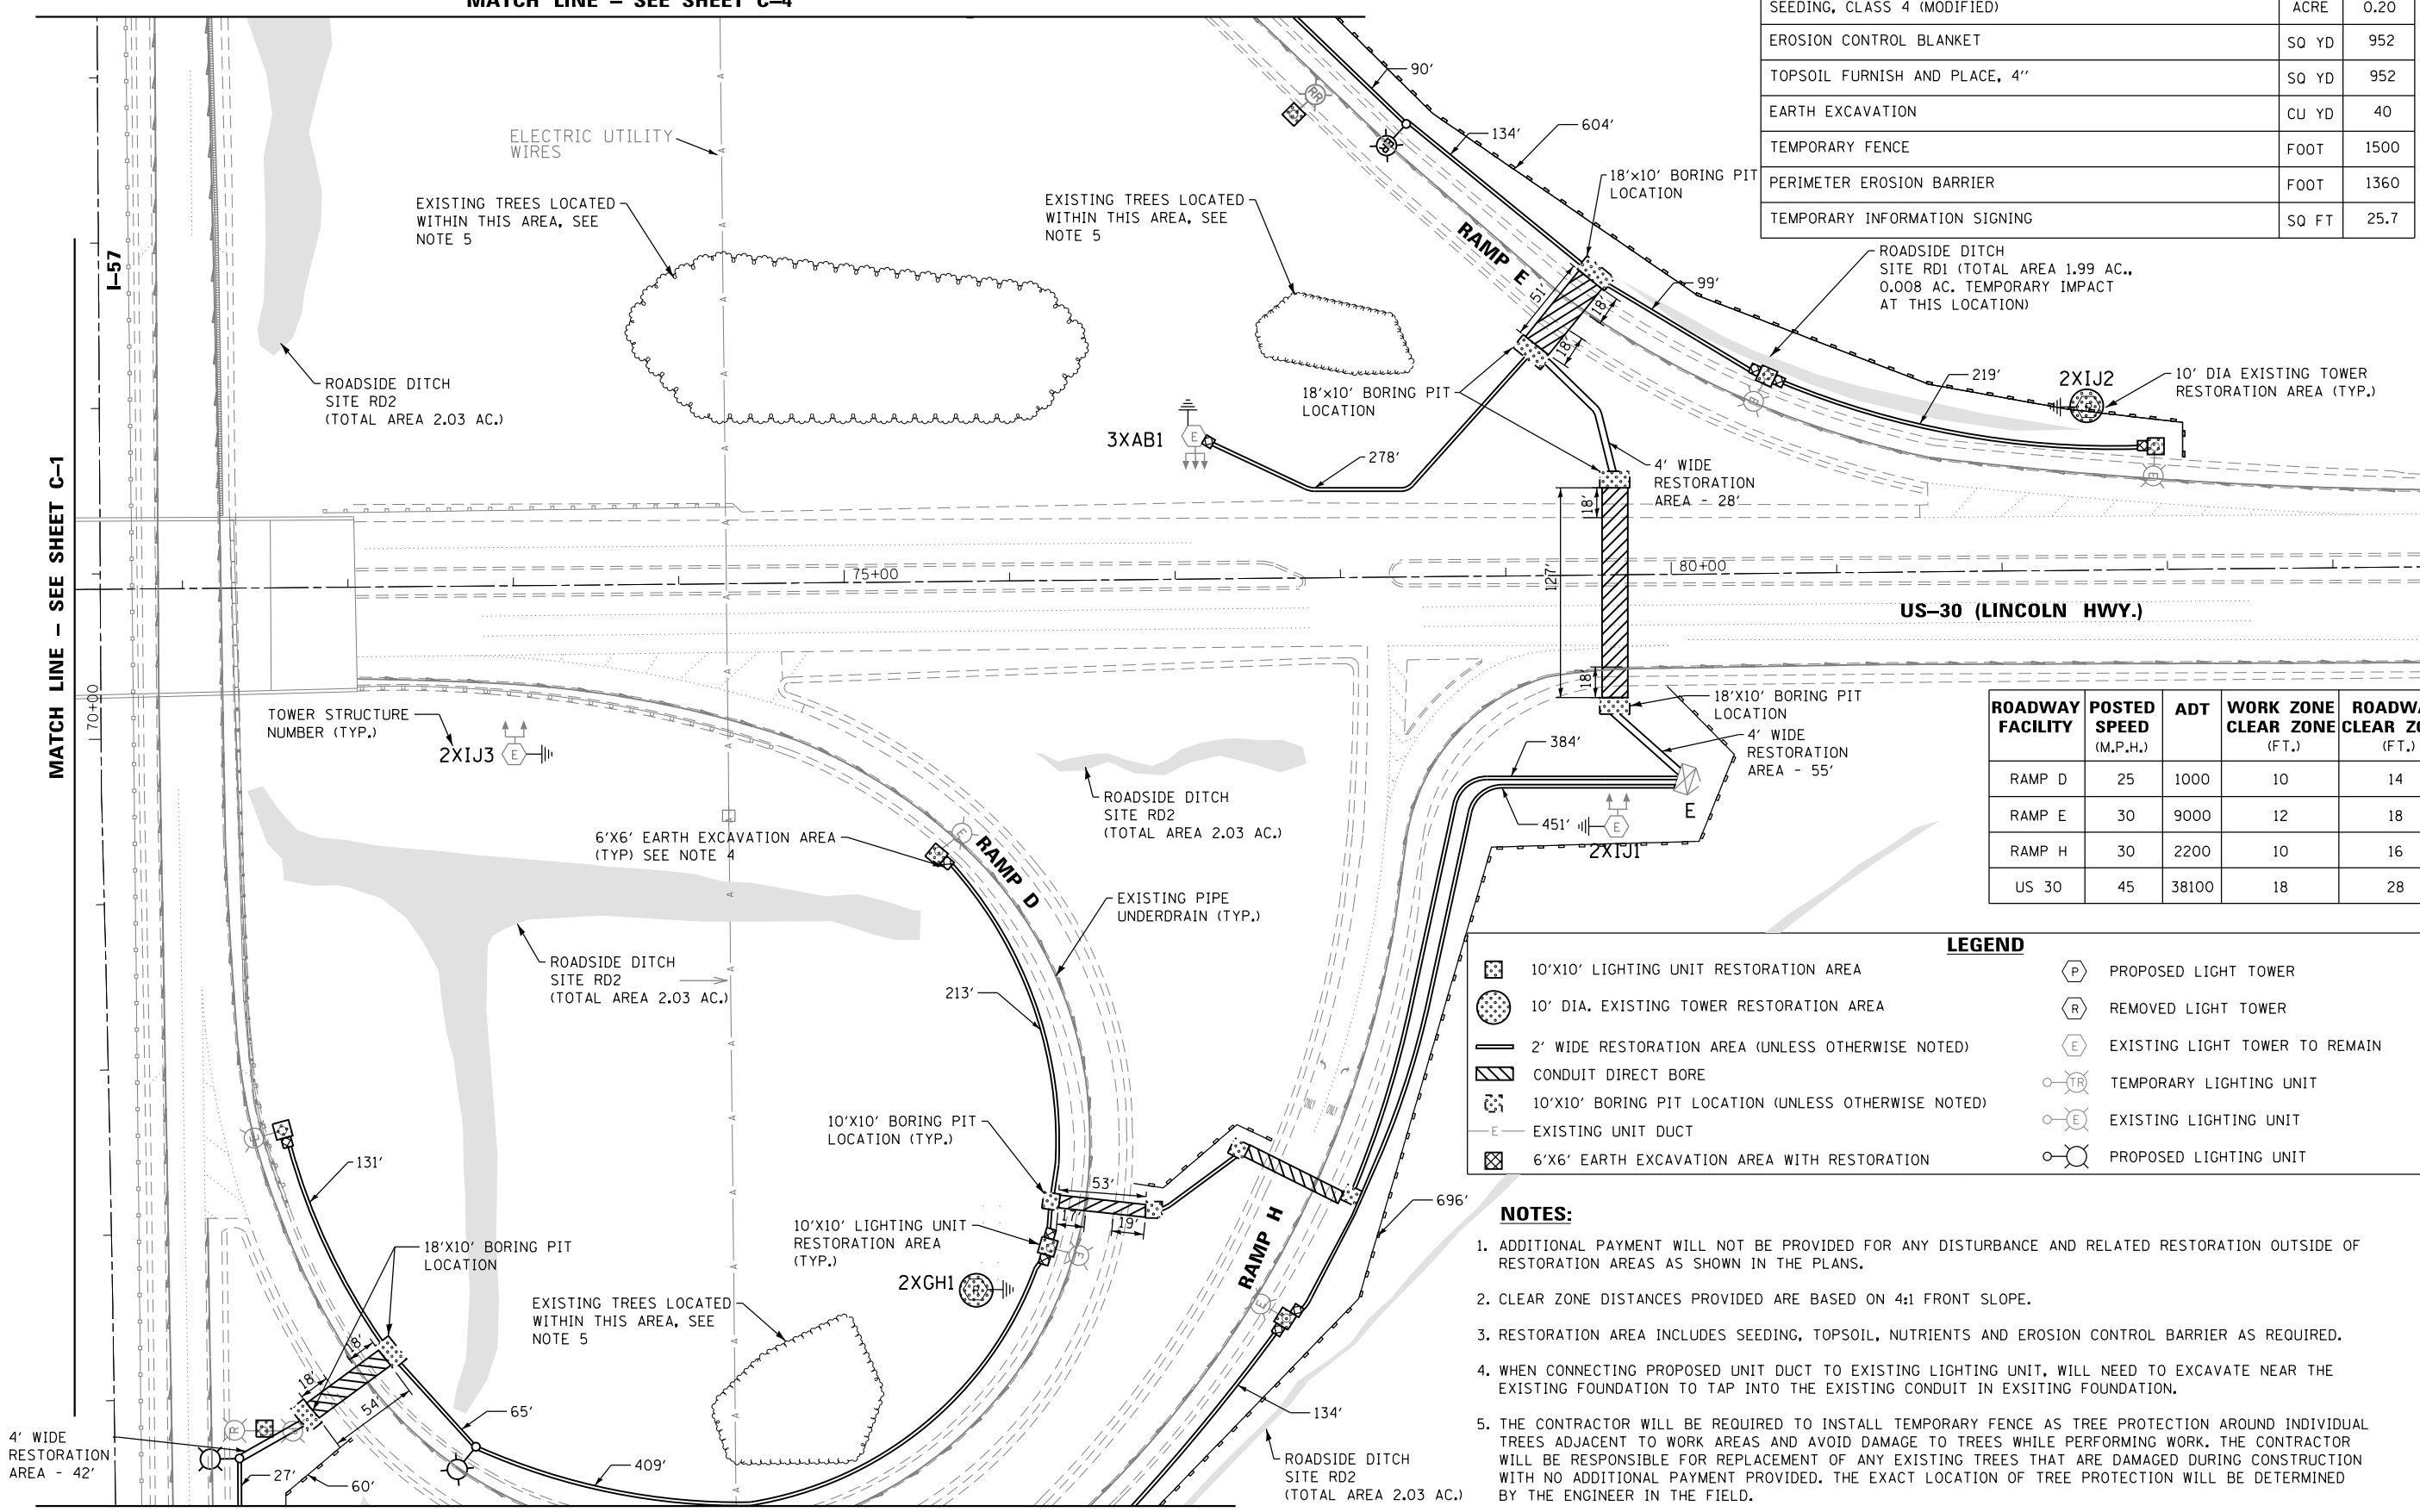 MATCH LINE – SEE SHEET C–4
SEEDING, CLASS 4 (MODIFIED) ACRE 0.20
EROSION CONTROL BLANKET SQ YD 952
TOPSOIL FURNISH AND PLACE, 4'' SQ YD 952
EARTH EXCAVATION CU YD 40
TEMPORARY FENCE FOOT 1500
PERIMETER EROSION BARRIER FOOT 1360
TEMPORARY INFORMATION SIGNING SQ FT 25.7
90'
RR
134'
604'
ELECTRIC UTILITY
WIRES
EXISTING TREES LOCATED
WITHIN THIS AREA, SEE
NOTE 5
EXISTING TREES LOCATED
WITHIN THIS AREA, SEE
NOTE 5
18'x10' BORING PIT
LOCATION
RAMP E
I–57
51'
18'
18'
99'
ROADSIDE DITCH
SITE RD1 (TOTAL AREA 1.99 AC.,
0.008 AC. TEMPORARY IMPACT
AT THIS LOCATION)
ROADSIDE DITCH
SITE RD2
(TOTAL AREA 2.03 AC.)
18'x10' BORING PIT
LOCATION
219'
2XIJ2
10' DIA EXISTING TOWER
RESTORATION AREA (TYP.)
3XAB1
E
278'
4' WIDE
RESTORATION
AREA - 28'
MATCH LINE – SEE SHEET C–1
18'
127'
18'
75+00
80+00
US–30 (LINCOLN HWY.)
70+00
TOWER STRUCTURE
NUMBER (TYP.)
2XIJ3
E
18'X10' BORING PIT
LOCATION
4' WIDE
RESTORATION
AREA - 55'
384'
451'
E
E
2XIJ1
ROADSIDE DITCH
SITE RD2
(TOTAL AREA 2.03 AC.)
6'X6' EARTH EXCAVATION AREA
(TYP) SEE NOTE 4
E
RAMP D
EXISTING PIPE
UNDERDRAIN (TYP.)
ROADSIDE DITCH
SITE RD2
(TOTAL AREA 2.03 AC.)
213'
ROADWAY POSTED ADT WORK ZONE ROADWA
FACILITY SPEED CLEAR ZONE CLEAR ZO
(M.P.H.) (FT.) (FT.)
RAMP D 25 1000 10 14
RAMP E 30 9000 12 18
RAMP H 30 2200 10 16
US 30 45 38100 18 28
LEGEND
10'X10' LIGHTING UNIT RESTORATION AREA
10' DIA. EXISTING TOWER RESTORATION AREA
2' WIDE RESTORATION AREA (UNLESS OTHERWISE NOTED)
CONDUIT DIRECT BORE
10'X10' BORING PIT LOCATION (UNLESS OTHERWISE NOTED)
E EXISTING UNIT DUCT
6'X6' EARTH EXCAVATION AREA WITH RESTORATION
P PROPOSED LIGHT TOWER
R REMOVED LIGHT TOWER
E EXISTING LIGHT TOWER TO REMAIN
TR TEMPORARY LIGHTING UNIT
E EXISTING LIGHTING UNIT
PROPOSED LIGHTING UNIT
10'X10' BORING PIT
LOCATION (TYP.)
131'
53'
17'
19'
10'X10' LIGHTING UNIT
RESTORATION AREA
(TYP.)
2XGH1
18'X10' BORING PIT
LOCATION
EXISTING TREES LOCATED
WITHIN THIS AREA, SEE
NOTE 5
RAMP H
696'
E
18'
18'
54'
R
65'
409'
134'
4' WIDE
RESTORATION
AREA - 42'
27'
60'
ROADSIDE DITCH
SITE RD2
(TOTAL AREA 2.03 AC.)
NOTES:
1. ADDITIONAL PAYMENT WILL NOT BE PROVIDED FOR ANY DISTURBANCE AND RELATED RESTORATION OUTSIDE OF
RESTORATION AREAS AS SHOWN IN THE PLANS.
2. CLEAR ZONE DISTANCES PROVIDED ARE BASED ON 4:1 FRONT SLOPE.
3. RESTORATION AREA INCLUDES SEEDING, TOPSOIL, NUTRIENTS AND EROSION CONTROL BARRIER AS REQUIRED.
4. WHEN CONNECTING PROPOSED UNIT DUCT TO EXISTING LIGHTING UNIT, WILL NEED TO EXCAVATE NEAR THE
EXISTING FOUNDATION TO TAP INTO THE EXISTING CONDUIT IN EXSITING FOUNDATION.
5. THE CONTRACTOR WILL BE REQUIRED TO INSTALL TEMPORARY FENCE AS TREE PROTECTION AROUND INDIVIDUAL
TREES ADJACENT TO WORK AREAS AND AVOID DAMAGE TO TREES WHILE PERFORMING WORK. THE CONTRACTOR
WILL BE RESPONSIBLE FOR REPLACEMENT OF ANY EXISTING TREES THAT ARE DAMAGED DURING CONSTRUCTION
WITH NO ADDITIONAL PAYMENT PROVIDED. THE EXACT LOCATION OF TREE PROTECTION WILL BE DETERMINED
BY THE ENGINEER IN THE FIELD.